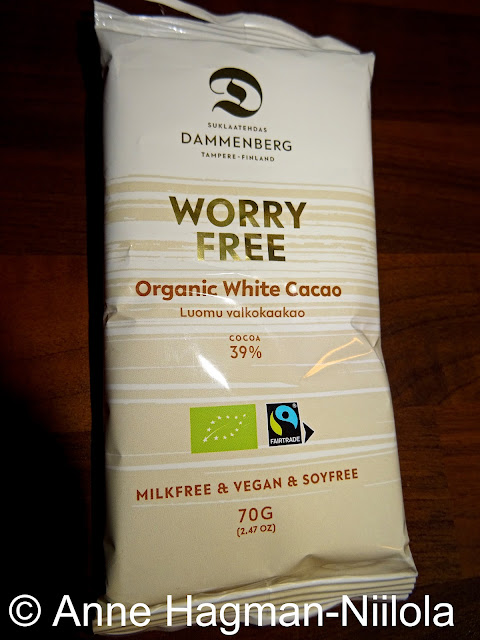 SUKLAATEHDAS
DAMMENBERG
TAMPERE-FINLAND
WORRY
FREE
Organic White Cacao
Luomu valkokaakao
COCOA
39%
FAIRTRADE
MILKFREE & VEGAN & SOYFREE
70G
(2.47 OZ)
© Anne Hagman-Niilola